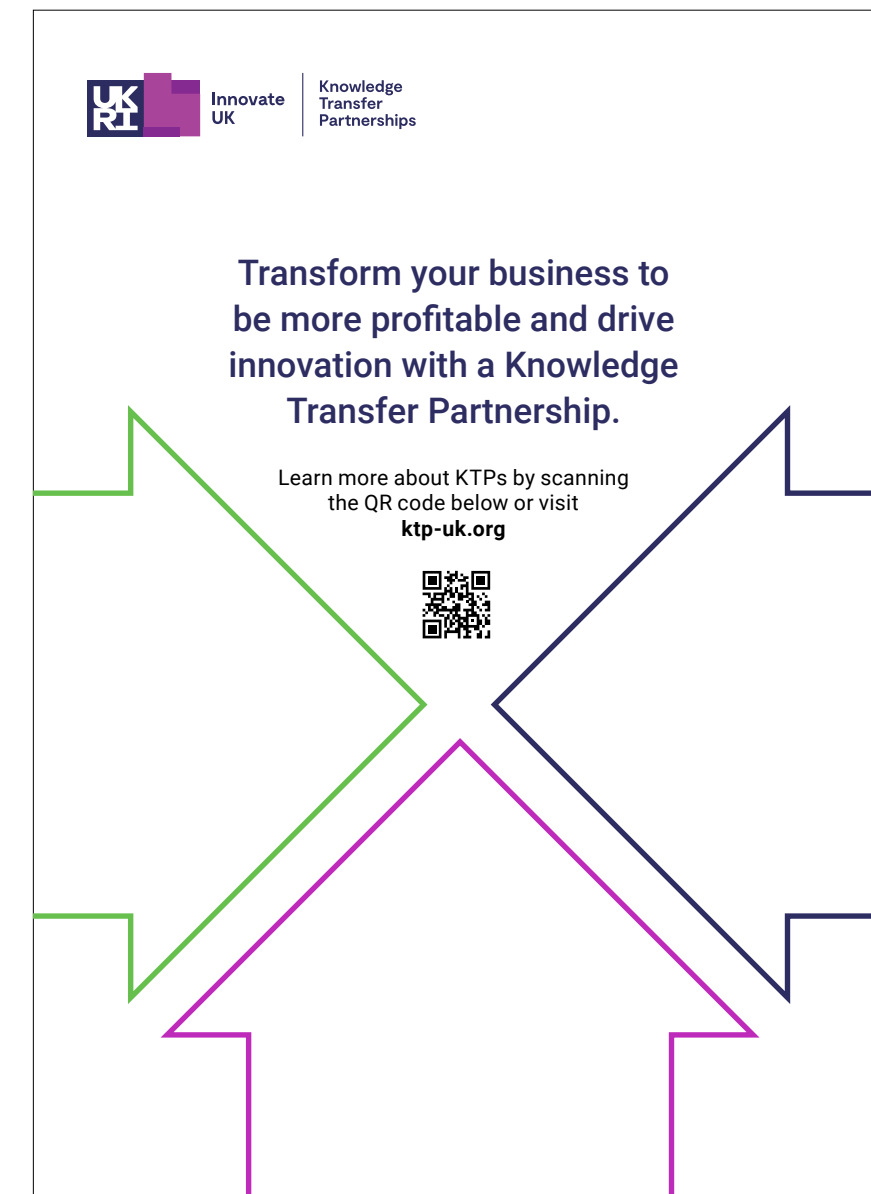 UK
RI
Innovate
UK
Knowledge
Transfer
Partnerships
Transform your business to
be more profitable and drive
innovation with a Knowledge
Transfer Partnership.
Learn more about KTPs by scanning
the QR code below or visit
ktp-uk.org